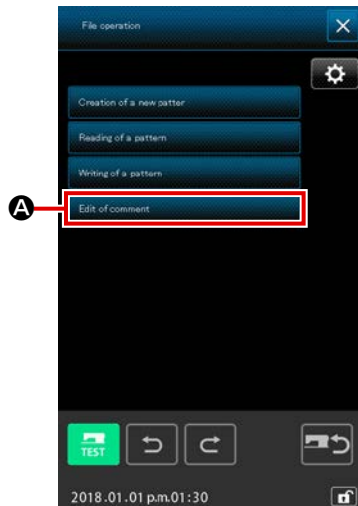 File operation
Creation of a new patter
Reading of a pattern
Writing of a pattern
A Edit of comment
TEST
2018.01.01 p.m.01:30